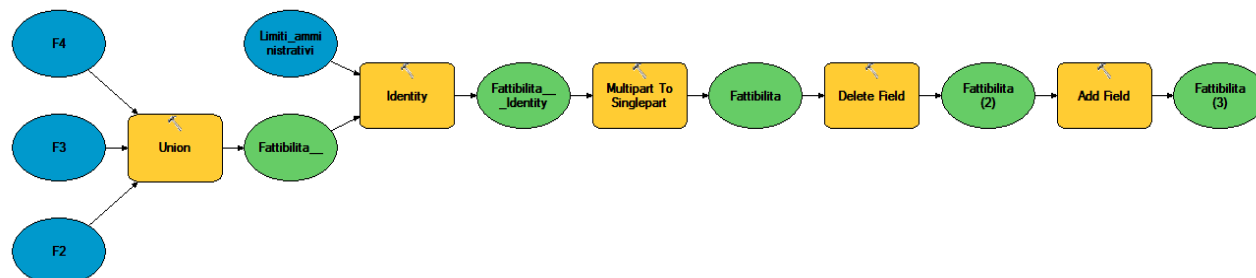 F4
F3
F2
Union
Limiti_ammi
nistrativi
Fattibilita__
Identity
Fattibilita__
_Identity
Multipart To
Singlepart
Fattibilita
Delete Field
Fattibilita
(2)
Add Field
Fattibilita
(3)